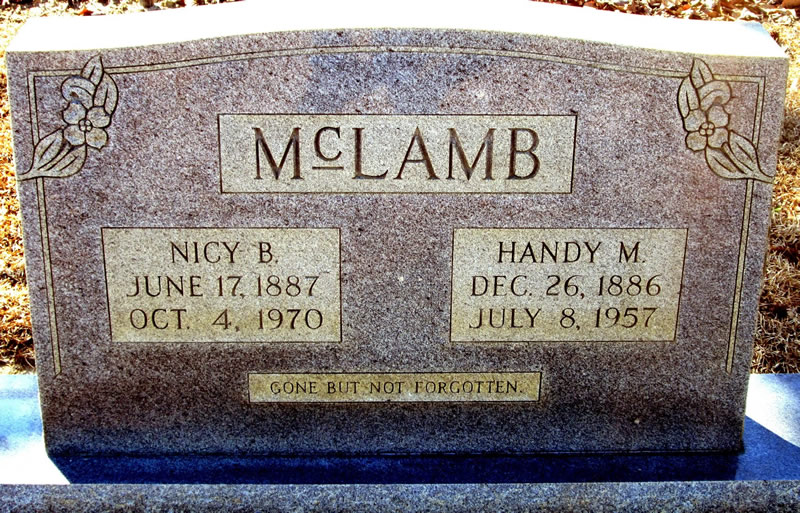 McLAMB
NICY B.
JUNE 17, 1887
OCT. 4, 1970
HANDY M.
DEC. 26, 1886
JULY 8, 1957
GONE BUT NOT FORGOTTEN.